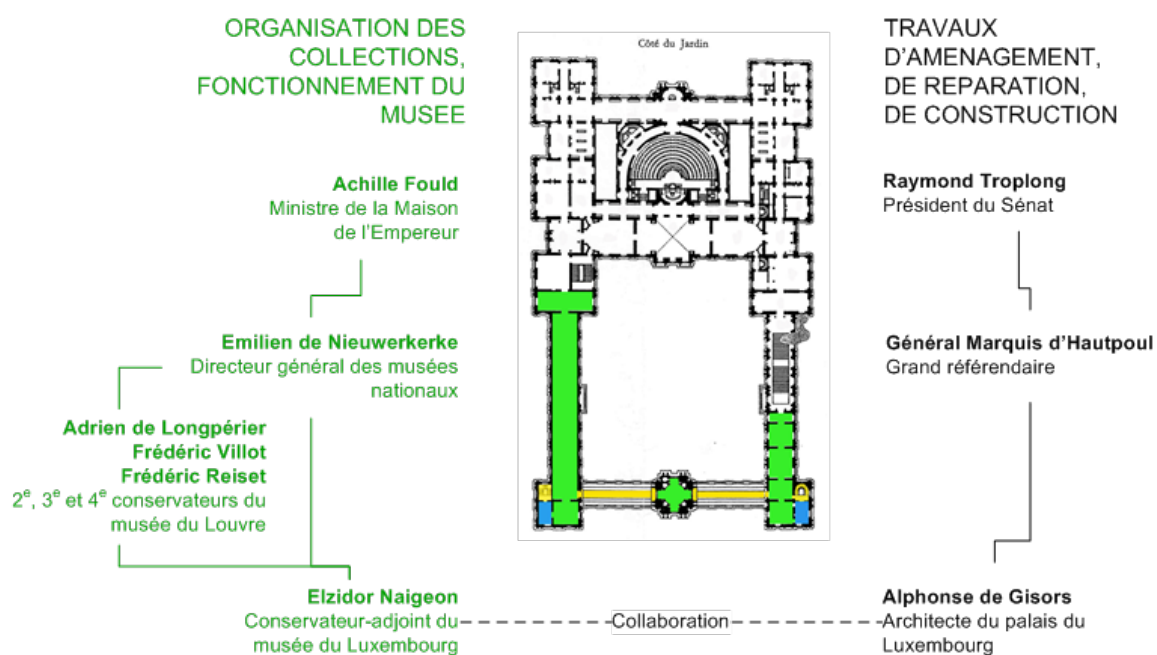 ORGANISATION DES
COLLECTIONS,
FONCTIONNEMENT DU
MUSEE
Achille Fould
Ministre de la Maison
de l'Empereur
Emilien de Nieuwerkerke
Directeur général des musées
nationaux
Adrien de Longpérier
Frédéric Villot
Frédéric Reiset
2e, 3e et 4e conservateurs du
musée du Louvre
Elzidor Naigeon
Conservateur-adjoint du
musée du Luxembourg
Côté du Jardin
Collaboration
TRAVAUX
D'AMENAGEMENT,
DE REPARATION,
DE CONSTRUCTION
Raymond Troplong
Président du Sénat
Général Marquis d'Hautpoul
Grand référendaire
Alphonse de Gisors
Architecte du palais du
Luxembourg